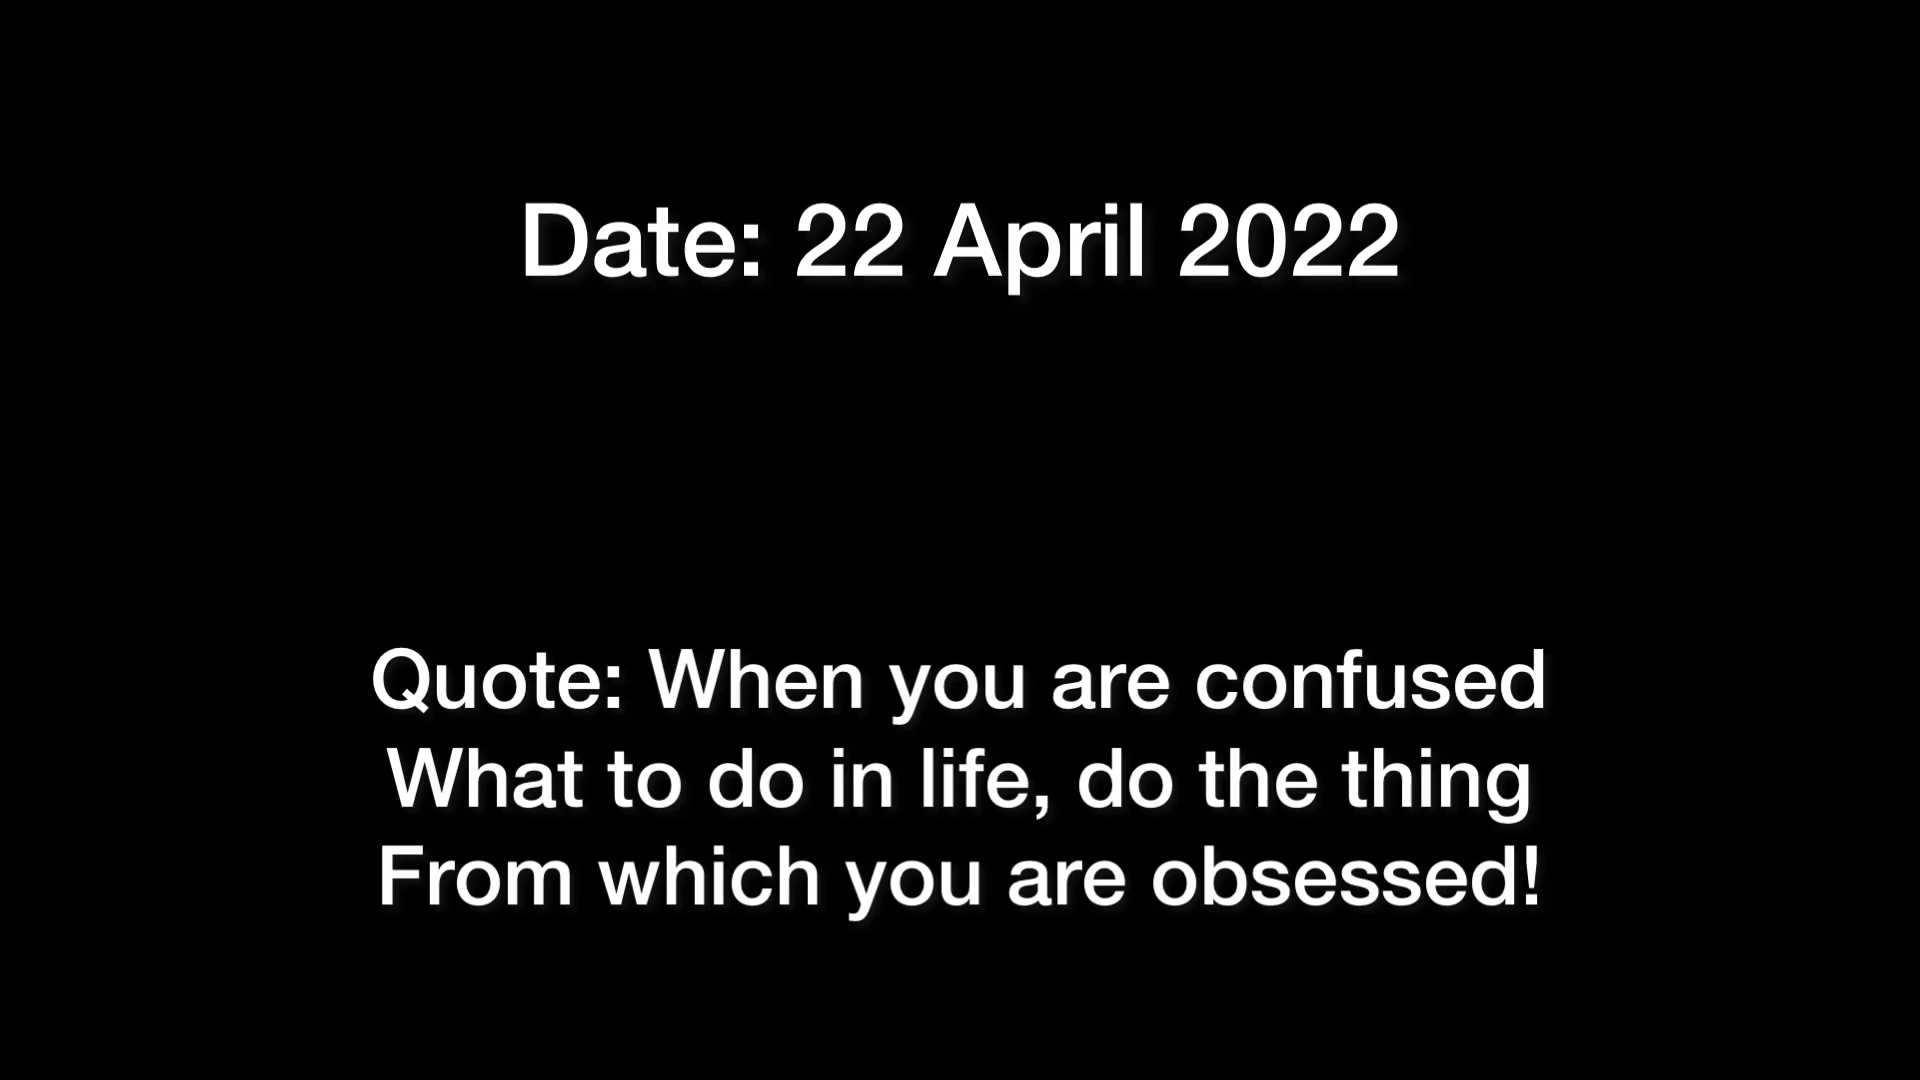 Date: 22 April 2022
Quote: When you are confused
What to do in life, do the thing
From which you are obsessed!